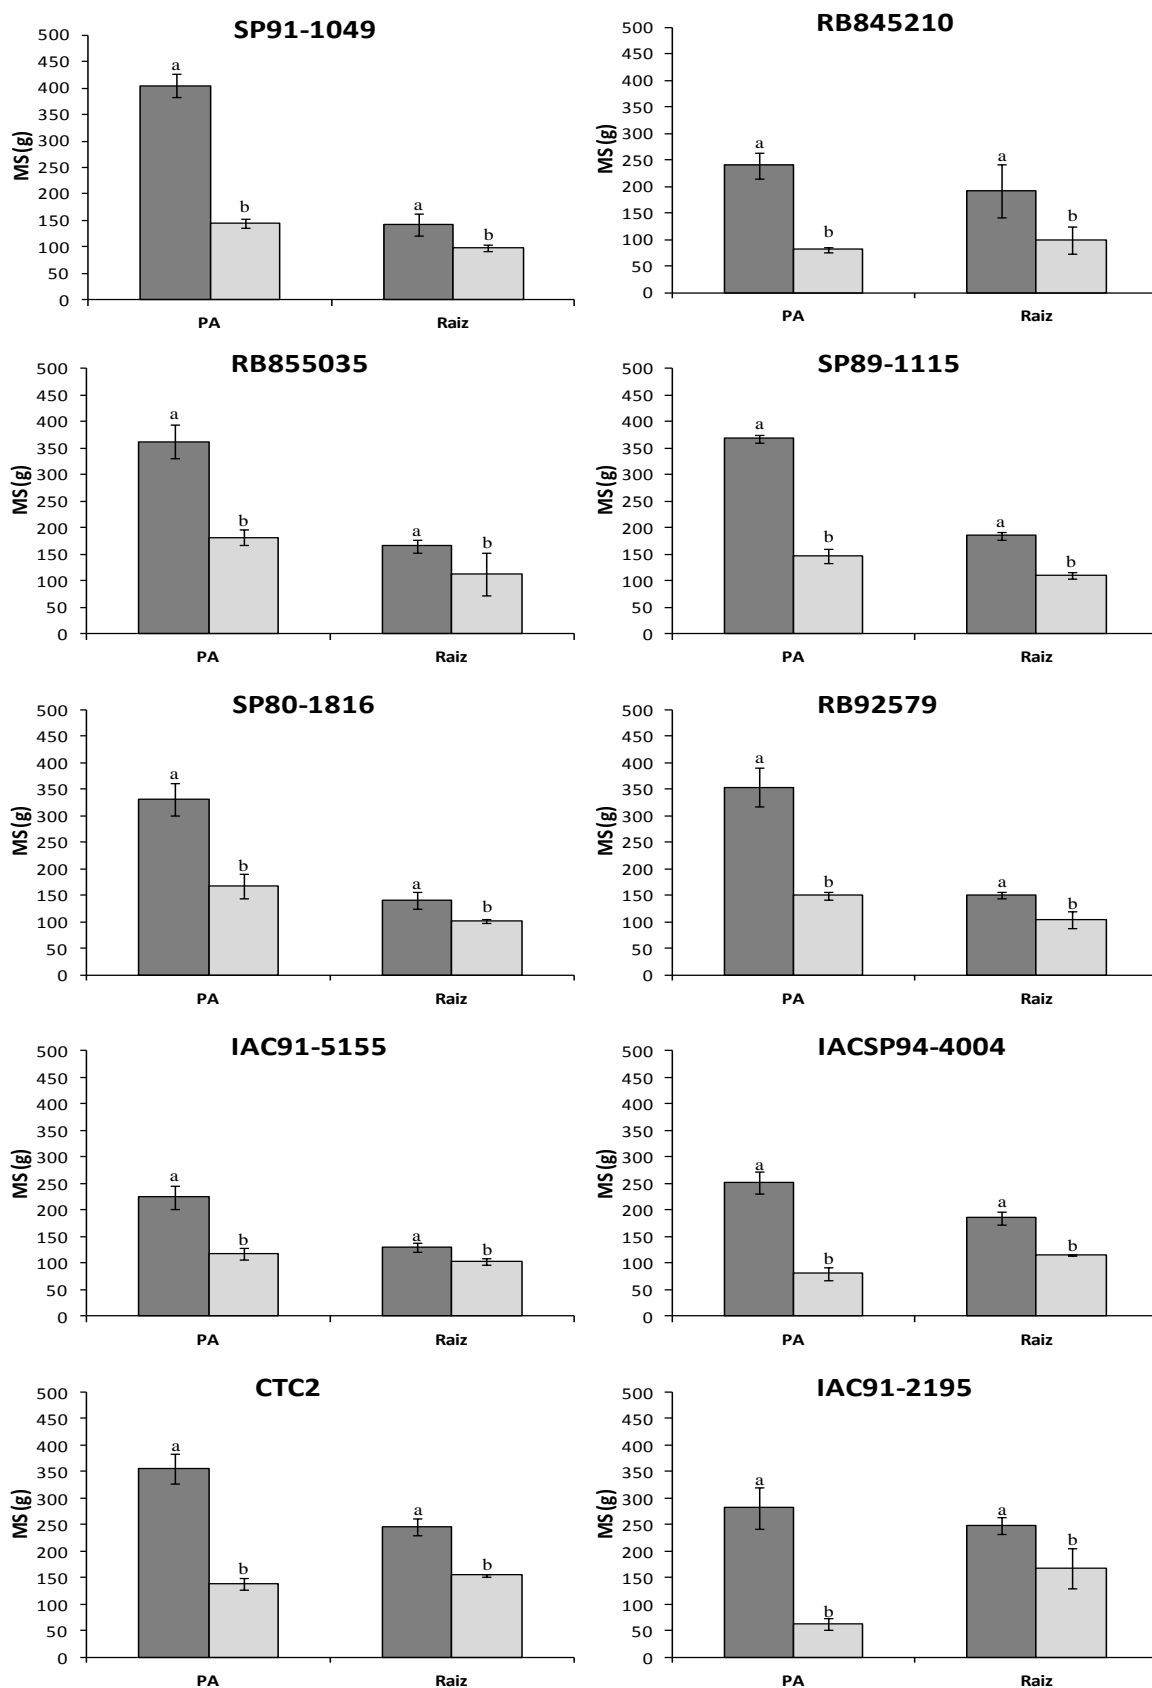 SP91-1049
MS (g)
500
450
400
350
300
250
200
150
100
50
0
a
b
a
b
PA
Raiz
RB845210
MS (g)
500
450
400
350
300
250
200
150
100
50
0
a
b
a
b
PA
Raiz
RB855035
MS (g)
500
450
400
350
300
250
200
150
100
50
0
a
b
a
b
PA
Raiz
SP89-1115
MS (g)
500
450
400
350
300
250
200
150
100
50
0
a
b
a
b
PA
Raiz
SP80-1816
MS (g)
500
450
400
350
300
250
200
150
100
50
0
a
b
a
b
PA
Raiz
RB92579
MS (g)
500
450
400
350
300
250
200
150
100
50
0
a
b
a
b
PA
Raiz
IAC91-5155
MS (g)
500
450
400
350
300
250
200
150
100
50
0
a
b
a
b
PA
Raiz
IACSP94-4004
MS (g)
500
450
400
350
300
250
200
150
100
50
0
a
b
a
b
PA
Raiz
CTC2
MS (g)
500
450
400
350
300
250
200
150
100
50
0
a
b
a
b
PA
Raiz
IAC91-2195
MS (g)
500
450
400
350
300
250
200
150
100
50
0
a
b
a
b
PA
Raiz